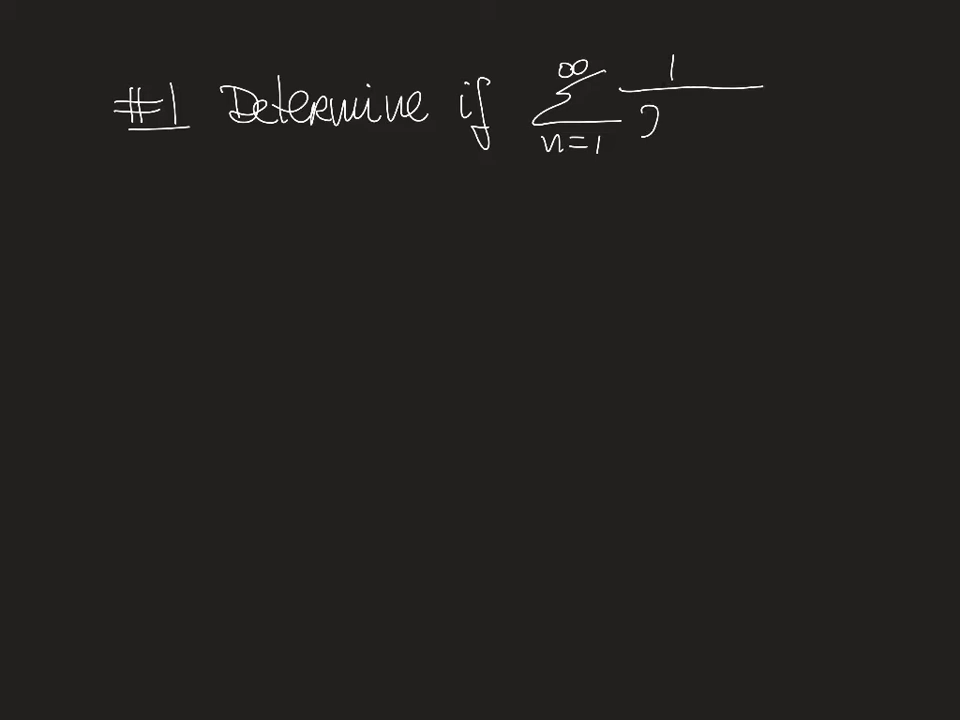 #1 Determine if ∞∑n=1 1/